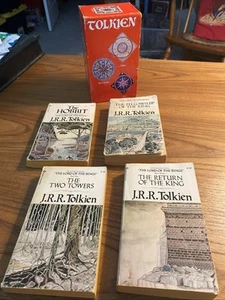 TOLKIEN
THE HOBBIT
J.R.R. Tolkien
THE FELLOWSHIP
OF THE RING
J.R.R. Tolkien
"THE LORD OF THE RINGS"
THE
TWO TOWERS
J.R.R. Tolkien
"THE LORD OF THE RINGS"
THE RETURN
OF THE KING
J.R.R. Tolkien